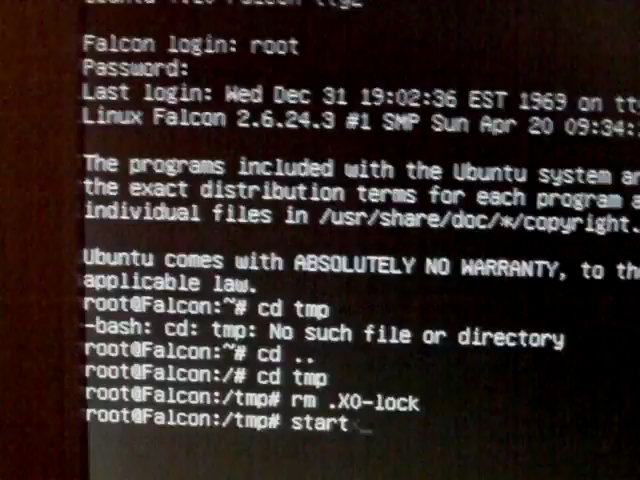 Falcon login: root
Password:
Last login: Wed Dec 31 19:02:36 EST 1969 on tt
Linux Falcon 2.6.24.3 #1 SMP Sun Apr 20 09:34:
The programs included with the Ubuntu system ar
the exact distribution terms for each program a
individual files in /usr/share/doc/*/copyright.
Ubuntu comes with ABSOLUTELY NO WARRANTY, to the
applicable law.
root@Falcon:~# cd tmp
-bash: cd: tmp: No such file or directory
root@Falcon:~# cd ..
root@Falcon:/# cd tmp
root@Falcon:/tmp# rm .X0-lock
root@Falcon:/tmp# start _